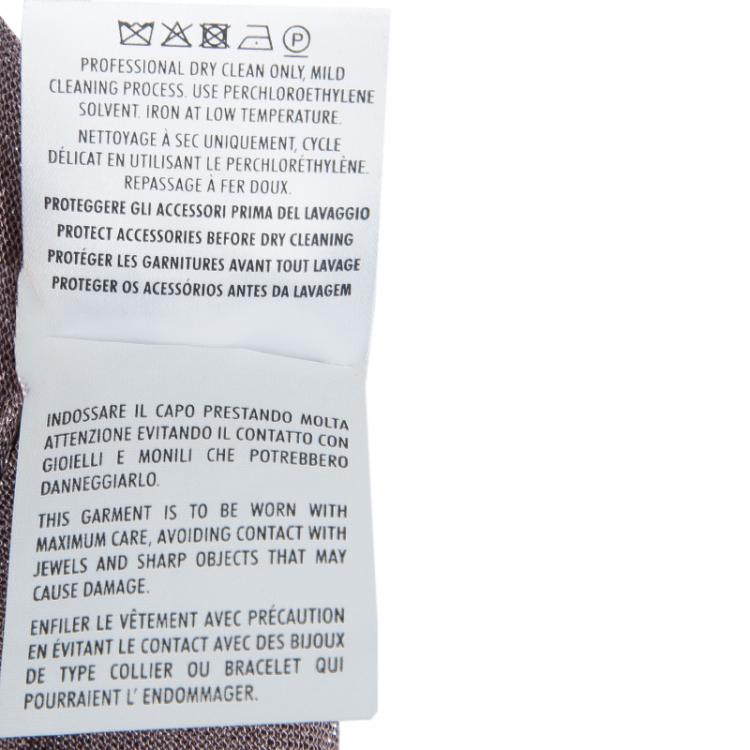 P
PROFESSIONAL DRY CLEAN ONLY, MILD
CLEANING PROCESS. USE PERCHLOROETHYLENE
SOLVENT. IRON AT LOW TEMPERATURE.
NETTOYAGE À SEC UNIQUEMENT, CYCLE
DÉLICAT EN UTILISANT LE PERCHLORÉTHYLÈNE.
REPASSAGE À FER DOUX.
PROTEGGERE GLI ACCESSORI PRIMA DEL LAVAGGIO
PROTECT ACCESSORIES BEFORE DRY CLEANING
PROTÉGER LES GARNITURES AVANT TOUT LAVAGE
PROTEGER OS ACESSÓRIOS ANTES DA LAVAGEM
INDOSSARE IL CAPO PRESTANDO MOLTA
ATTENZIONE EVITANDO IL CONTATTO CON
GIOIELLI E MONILI CHE POTREBBERO
DANNEGGIARLO.
THIS GARMENT IS TO BE WORN WITH
MAXIMUM CARE, AVOIDING CONTACT WITH
JEWELS AND SHARP OBJECTS THAT MAY
CAUSE DAMAGE.
ENFILER LE VÊTEMENT AVEC PRÉCAUTION
EN ÉVITANT LE CONTACT AVEC DES BIJOUX
DE TYPE COLLIER OU BRACELET QUI
POURRAIENT L' ENDOMMAGER.